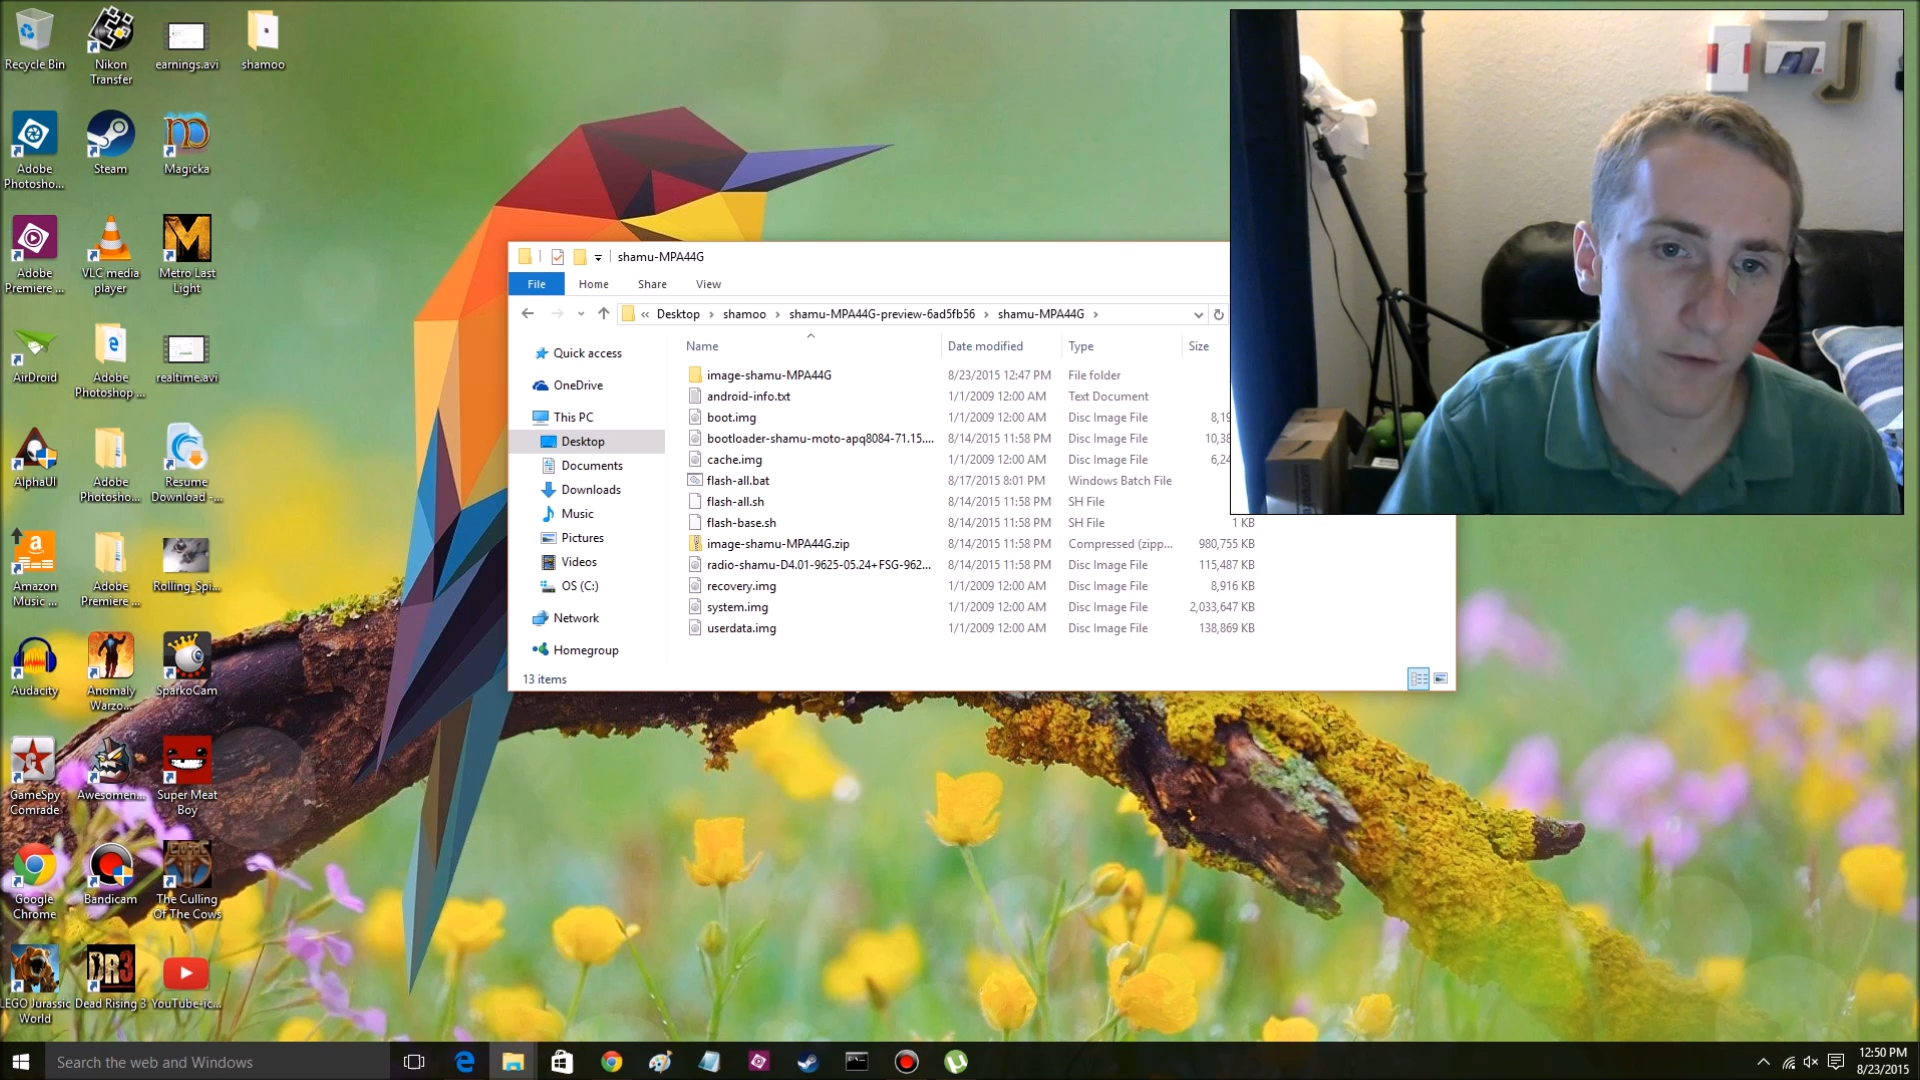 Recycle Bin
Nikon
Transfer
earnings.avi
shamoo
Adobe
Photosho...
Steam
Magicka
Adobe
Premiere ...
VLC media
player
Metro Last
Light
AirDroid
Adobe
Photoshop ...
realtime.avi
AlphaUI
Adobe
Photosho...
Resume
Download -...
Amazon
Music ...
Adobe
Premiere ...
Rolling_Spi...
Audacity
Anomaly
Warzo...
SparkoCam
GameSpy
Comrade
Awesomen...
Super Meat
Boy
Google
Chrome
Bandicam
The Culling
Of The Cows
LEGO Jurassic
World
Dead Rising 3
YouTube-ic...
shamu-MPA44G
File
Home
Share
View
« Desktop › shamoo › shamu-MPA44G-preview-6ad5fb56 › shamu-MPA44G ›
Quick access
OneDrive
This PC
Desktop
Documents
Downloads
Music
Pictures
Videos
OS (C:)
Network
Homegroup
Name Date modified Type Size
image-shamu-MPA44G 8/23/2015 12:47 PM File folder
android-info.txt 1/1/2009 12:00 AM Text Document
boot.img 1/1/2009 12:00 AM Disc Image File 8,19
bootloader-shamu-moto-apq8084-71.15.... 8/14/2015 11:58 PM Disc Image File 10,38
cache.img 1/1/2009 12:00 AM Disc Image File 6,24
flash-all.bat 8/17/2015 8:01 PM Windows Batch File
flash-all.sh 8/14/2015 11:58 PM SH File
flash-base.sh 8/14/2015 11:58 PM SH File 1 KB
image-shamu-MPA44G.zip 8/14/2015 11:58 PM Compressed (zipp... 980,755 KB
radio-shamu-D4.01-9625-05.24+FSG-962... 8/14/2015 11:58 PM Disc Image File 115,487 KB
recovery.img 1/1/2009 12:00 AM Disc Image File 8,916 KB
system.img 1/1/2009 12:00 AM Disc Image File 2,033,647 KB
userdata.img 1/1/2009 12:00 AM Disc Image File 138,869 KB
13 items
J
DR3
Search the web and Windows
12:50 PM
8/23/2015